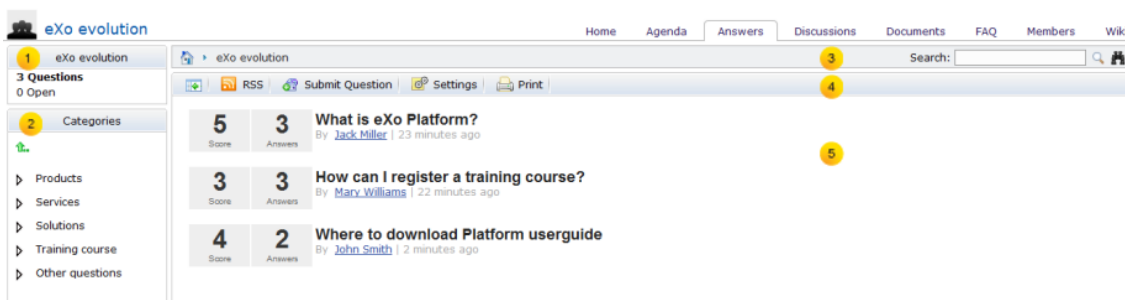 eXo evolution
Home Agenda Answers Discussions Documents FAQ Members Wik
1 eXo evolution
3 Questions
0 Open
eXo evolution 3 Search:
RSS Submit Question Settings Print 4
2 Categories
Products
Services
Solutions
Training course
Other questions
5 3 What is eXo Platform?
Score Answers By Jack Miller | 23 minutes ago
5
3 3 How can I register a training course?
Score Answers By Mary Williams | 22 minutes ago
4 2 Where to download Platform userguide
Score Answers By John Smith | 2 minutes ago